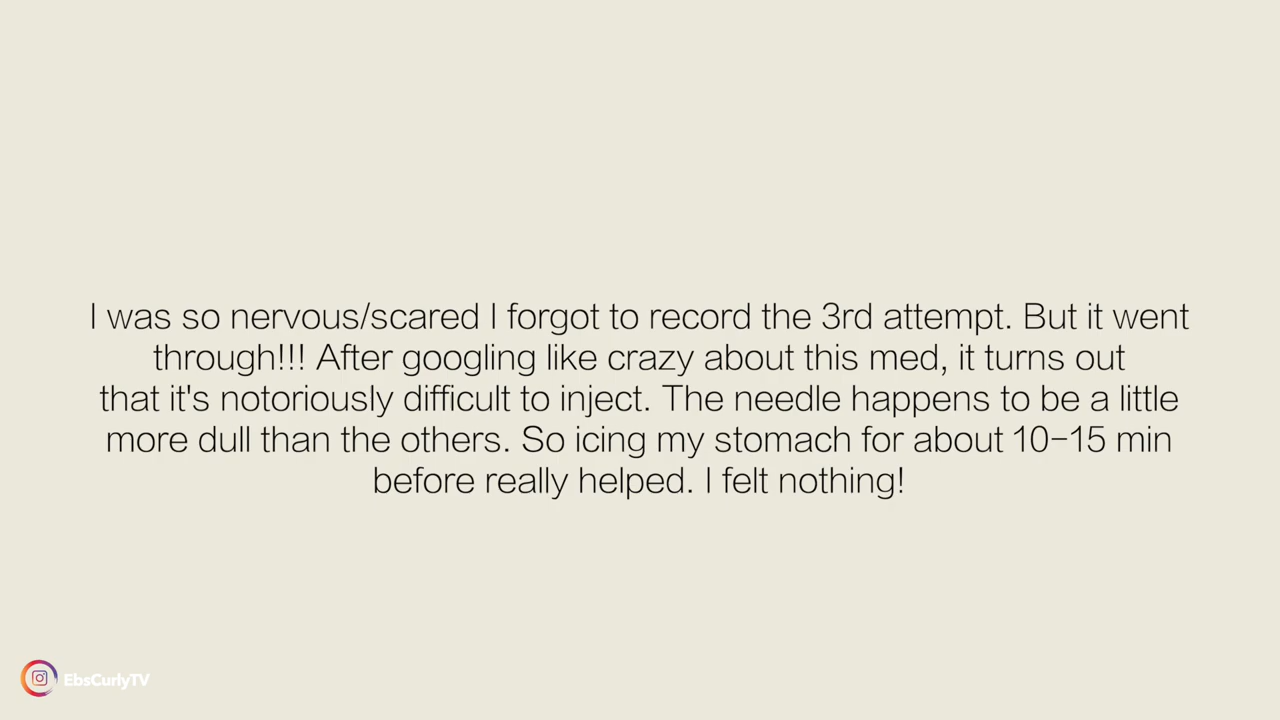 I was so nervous/scared I forgot to record the 3rd attempt. But it went
through!!! After googling like crazy about this med, it turns out
that it's notoriously difficult to inject. The needle happens to be a little
more dull than the others. So icing my stomach for about 10-15 min
before really helped. I felt nothing!
EbsCurlyTV